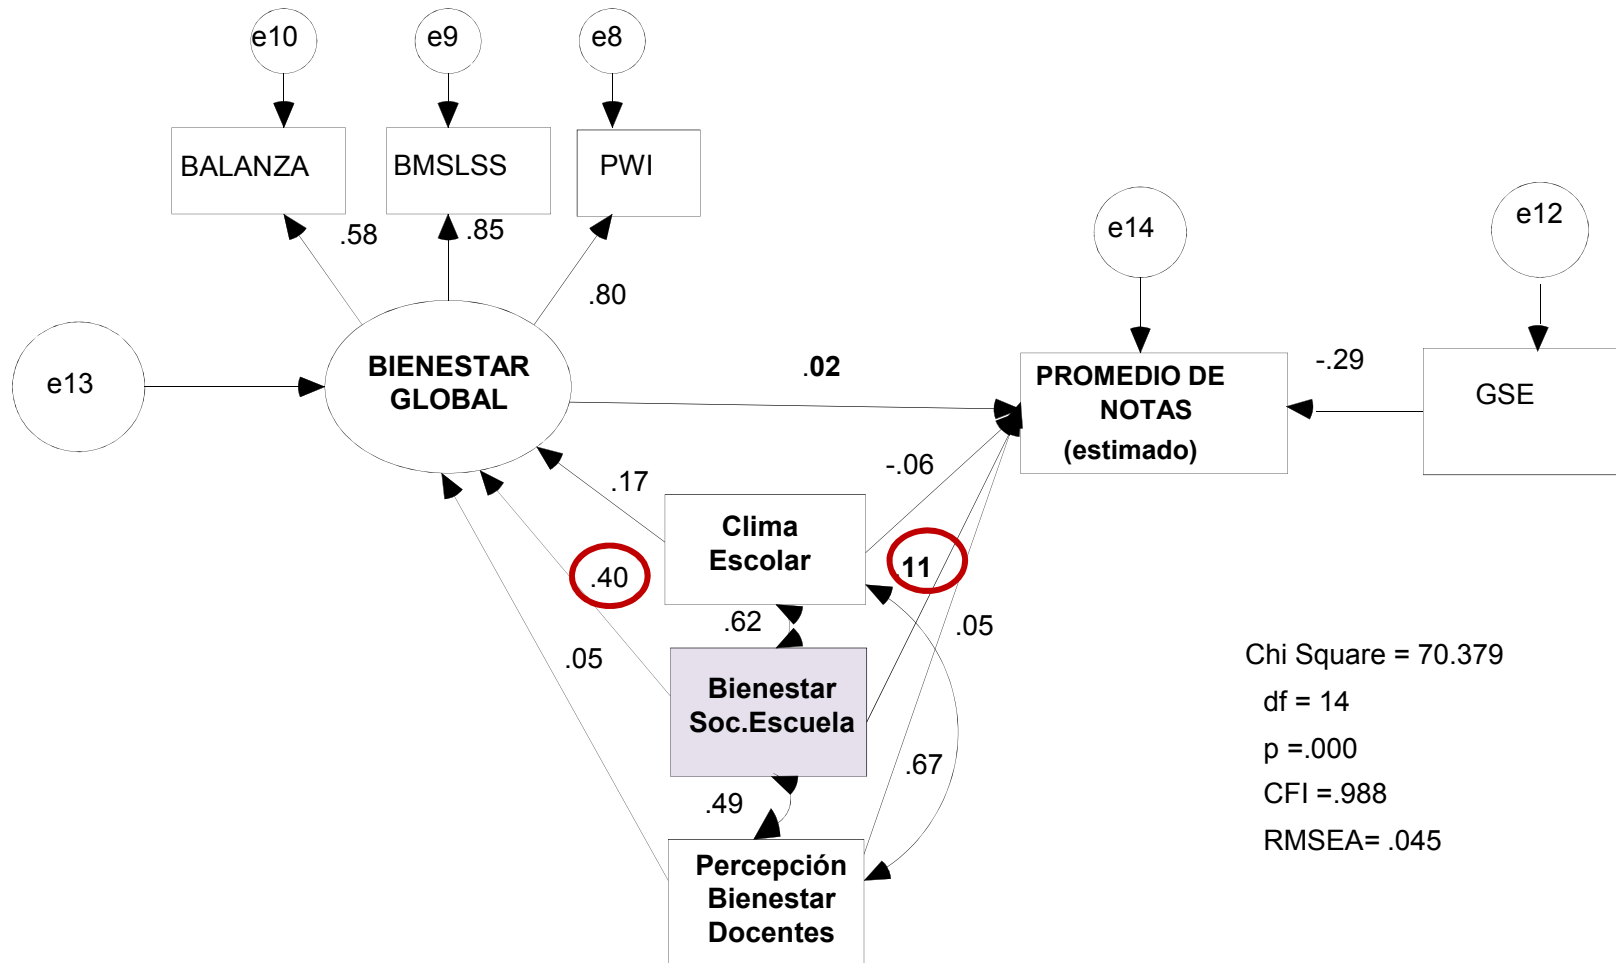 e10
e9
e8
BALANZA
BMSLSS
PWI
.58
.85
.80
e14
e12
e13
BIENESTAR
GLOBAL
.02
PROMEDIO DE
NOTAS
(estimado)
-.29
GSE
.17
-.06
Clima
Escolar
.40
11
.62
.05
.05
Bienestar
Soc.Escuela
.67
.49
Percepción
Bienestar
Docentes
Chi Square = 70.379
df = 14
p =.000
CFI =.988
RMSEA= .045